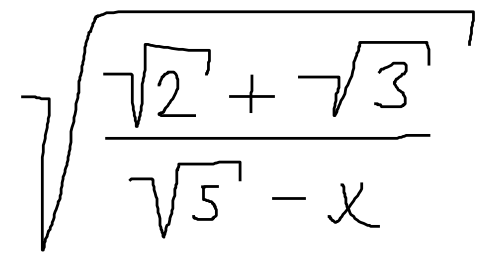 √((√2 + √3)/(√5 - x))